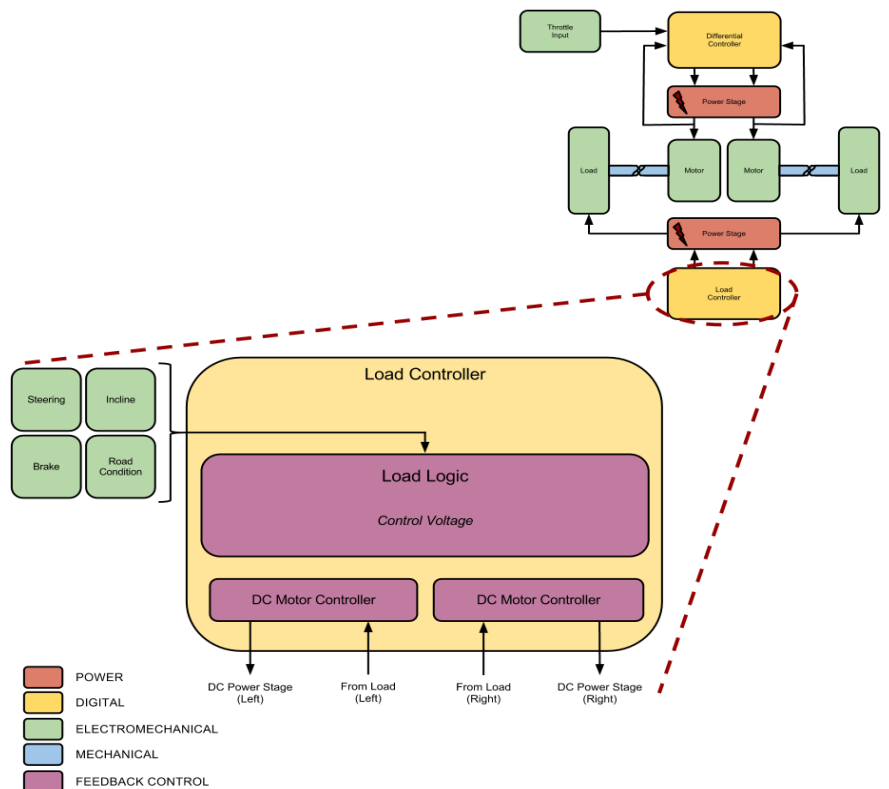 Throttle
Input
Differential
Controller
Power Stage
Load
Motor
Motor
Load
Power Stage
Load
Controller
Steering
Incline
Brake
Road
Condition
Load Controller
Load Logic
Control Voltage
DC Motor Controller
DC Motor Controller
DC Power Stage
(Left)
From Load
(Left)
From Load
(Right)
DC Power Stage
(Right)
POWER
DIGITAL
ELECTROMECHANICAL
MECHANICAL
FEEDBACK CONTROL